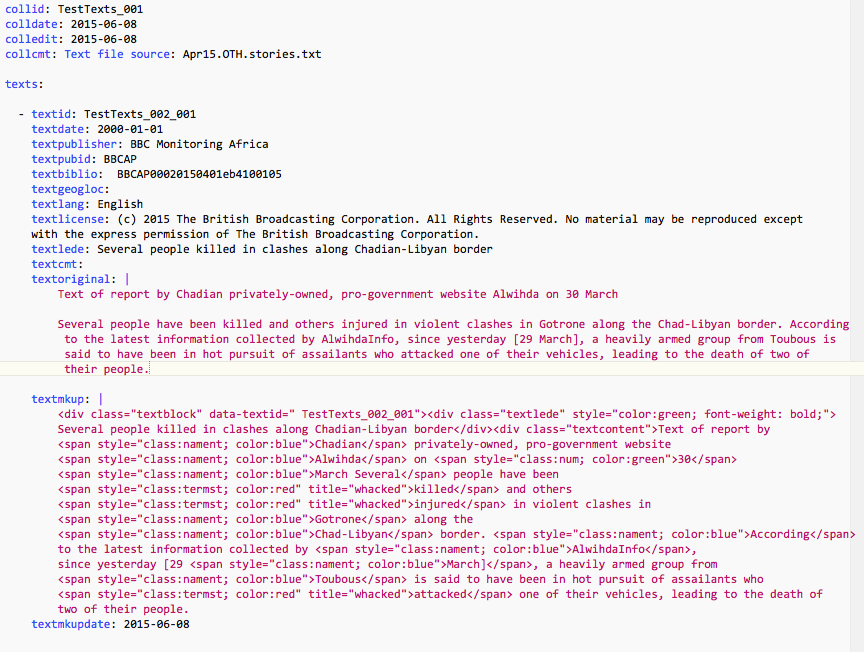 collid: TestTexts_001
colldate: 2015-06-08
colledit: 2015-06-08
collcmt: Text file source: Apr15.OTH.stories.txt
texts:
- textid: TestTexts_002_001
textdate: 2000-01-01
textpublisher: BBC Monitoring Africa
textpubid: BBCAP
textbiblio:  BBCAP00020150401eb4100105
textgeogloc:
textlang: English
textlicense: (c) 2015 The British Broadcasting Corporation. All Rights Reserved. No material may be reproduced except
with the express permission of The British Broadcasting Corporation.
textlede: Several people killed in clashes along Chadian-Libyan border
textcmt:
textoriginal: |
Text of report by Chadian privately-owned, pro-government website Alwihda on 30 March
Several people have been killed and others injured in violent clashes in Gotrone along the Chad-Libyan border. According
to the latest information collected by AlwihdaInfo, since yesterday [29 March], a heavily armed group from Toubous is
said to have been in hot pursuit of assailants who attacked one of their vehicles, leading to the death of two of
their people.
textmkup: |
<div class="textblock" data-textid=" TestTexts_002_001"><div class="textlede" style="color:green; font-weight: bold;">
Several people killed in clashes along Chadian-Libyan border</div><div class="textcontent">Text of report by
<span style="class:nament; color:blue">Chadian</span> privately-owned, pro-government website
<span style="class:nament; color:blue">Alwihda</span> on <span style="class:num; color:green">30</span>
<span style="class:nament; color:blue">March Several</span> people have been
<span style="class:termst; color:red" title="whacked">killed</span> and others
<span style="class:termst; color:red" title="whacked">injured</span> in violent clashes in
<span style="class:nament; color:blue">Gotrone</span> along the
<span style="class:nament; color:blue">Chad-Libyan</span> border. <span style="class:nament; color:blue">According</span>
to the latest information collected by <span style="class:nament; color:blue">AlwihdaInfo</span>,
since yesterday [29 <span style="class:nament; color:blue">March]</span>, a heavily armed group from
<span style="class:nament; color:blue">Toubous</span> is said to have been in hot pursuit of assailants who
<span style="class:termst; color:red" title="whacked">attacked</span> one of their vehicles, leading to the death of
two of their people.
textmkupdate: 2015-06-08